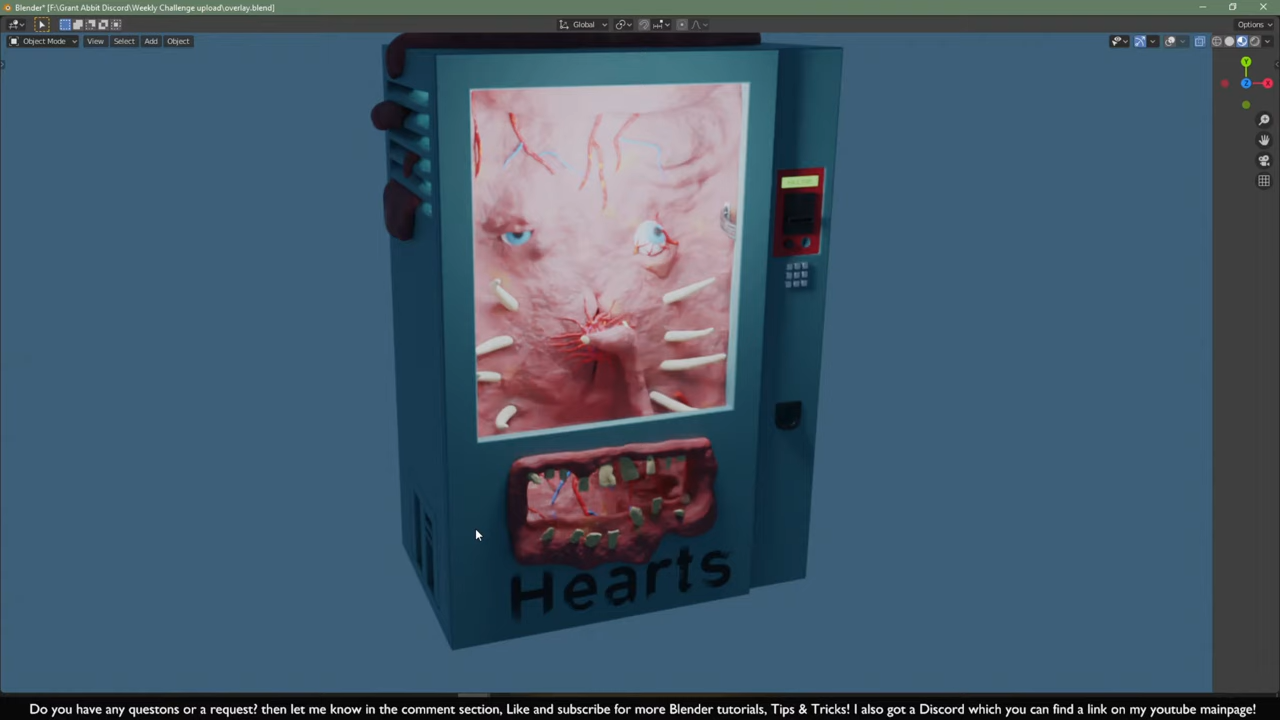 Blender* [F:\Grant Abbit Discord\Weekly Challenge upload\overlay.blend]
Global
Options
Object Mode View Select Add Object
Y
Z X
Hearts
Do you have any questons or a request? then let me know in the comment section, Like and subscribe for more Blender tutorials, Tips & Tricks! I also got a Discord which you can find a link on my youtube mainpage!